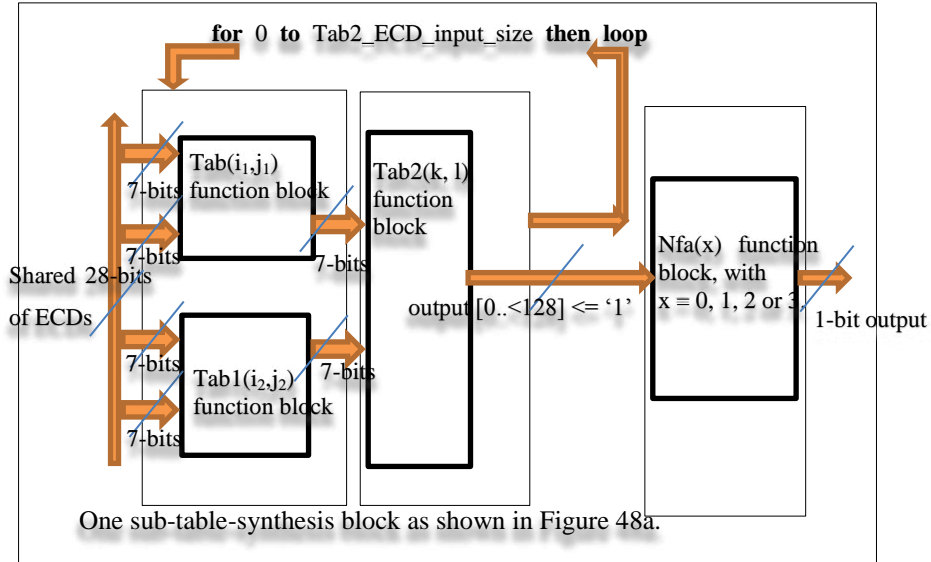 for 0 to Tab2_ECD_input_size then loop
Tab(i₁,j₁)
function block
7-bits
7-bits
7-bits
Tab2(k, l)
function
block
Shared 28-bits
of ECDs
Nfa(x) function
block, with
x = 0, 1, 2 or 3.
output [0..<128] <= ‘1’
1-bit output
7-bits
7-bits
7-bits
Tab1(i₂,j₂)
function block
One sub-table-synthesis block as shown in Figure 48a.